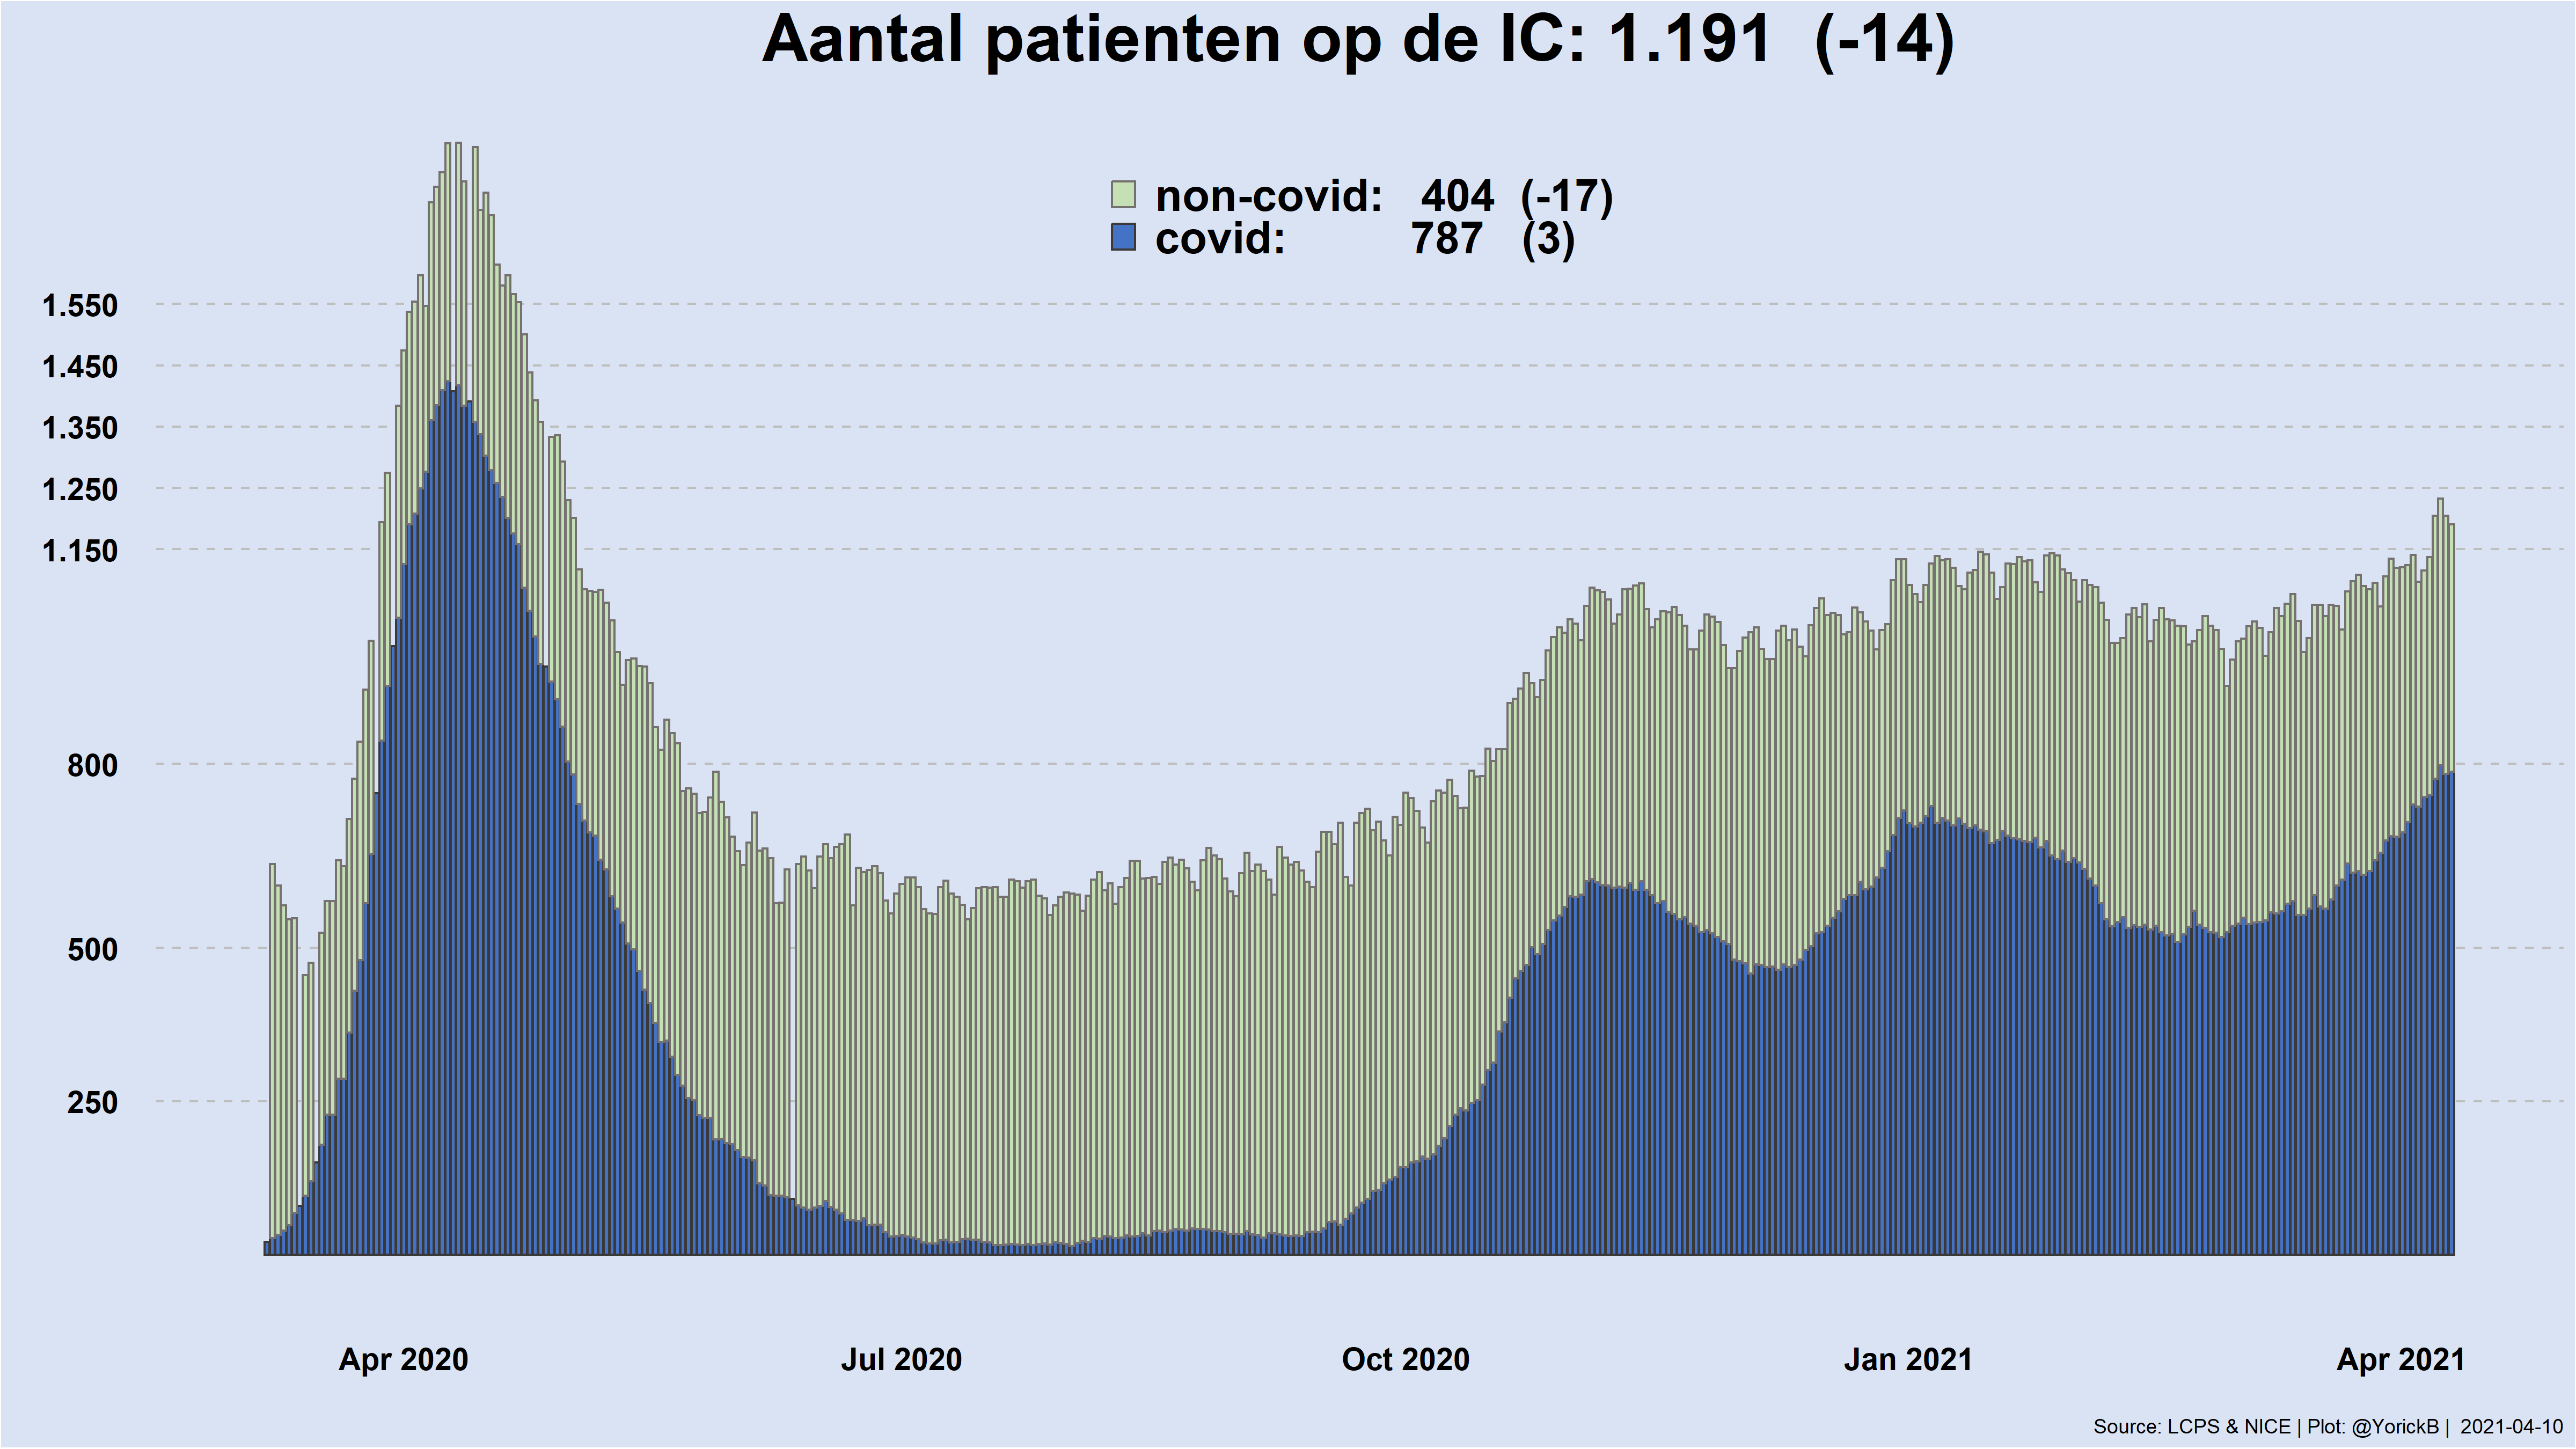 Aantal patienten op de IC: 1.191 (-14)
non-covid: 404 (-17)
covid: 787 (3)
1.550
1.450
1.350
1.250
1.150
800
500
250
Apr 2020 Jul 2020 Oct 2020 Jan 2021 Apr 2021
Source: LCPS & NICE | Plot: @YorickB | 2021-04-10